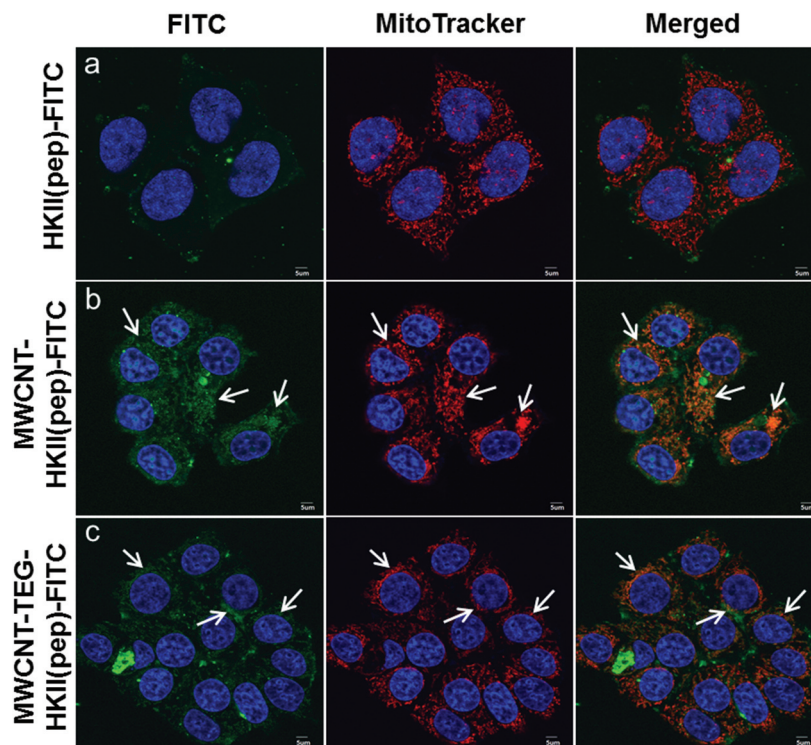 FITC MitoTracker Merged
HKII(pep)-FITC
a
5um 5um 5um
MWCNT-
HKII(pep)-FITC
b
5um 5um 5um
MWCNT-TEG-
HKII(pep)-FITC
c
5um 5um 5um